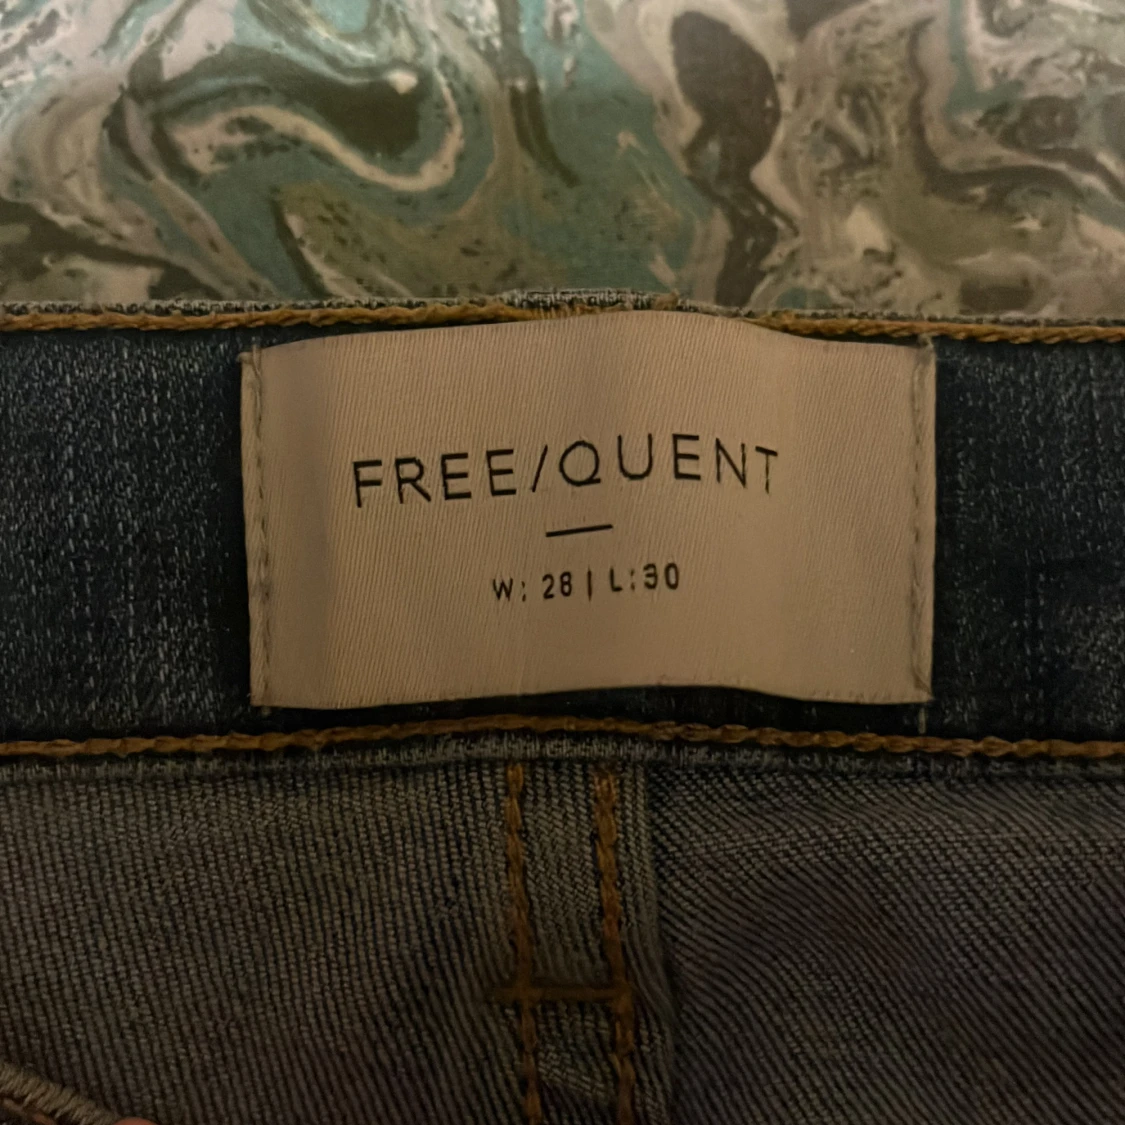 FREE/QUENT
W: 28 | L: 30